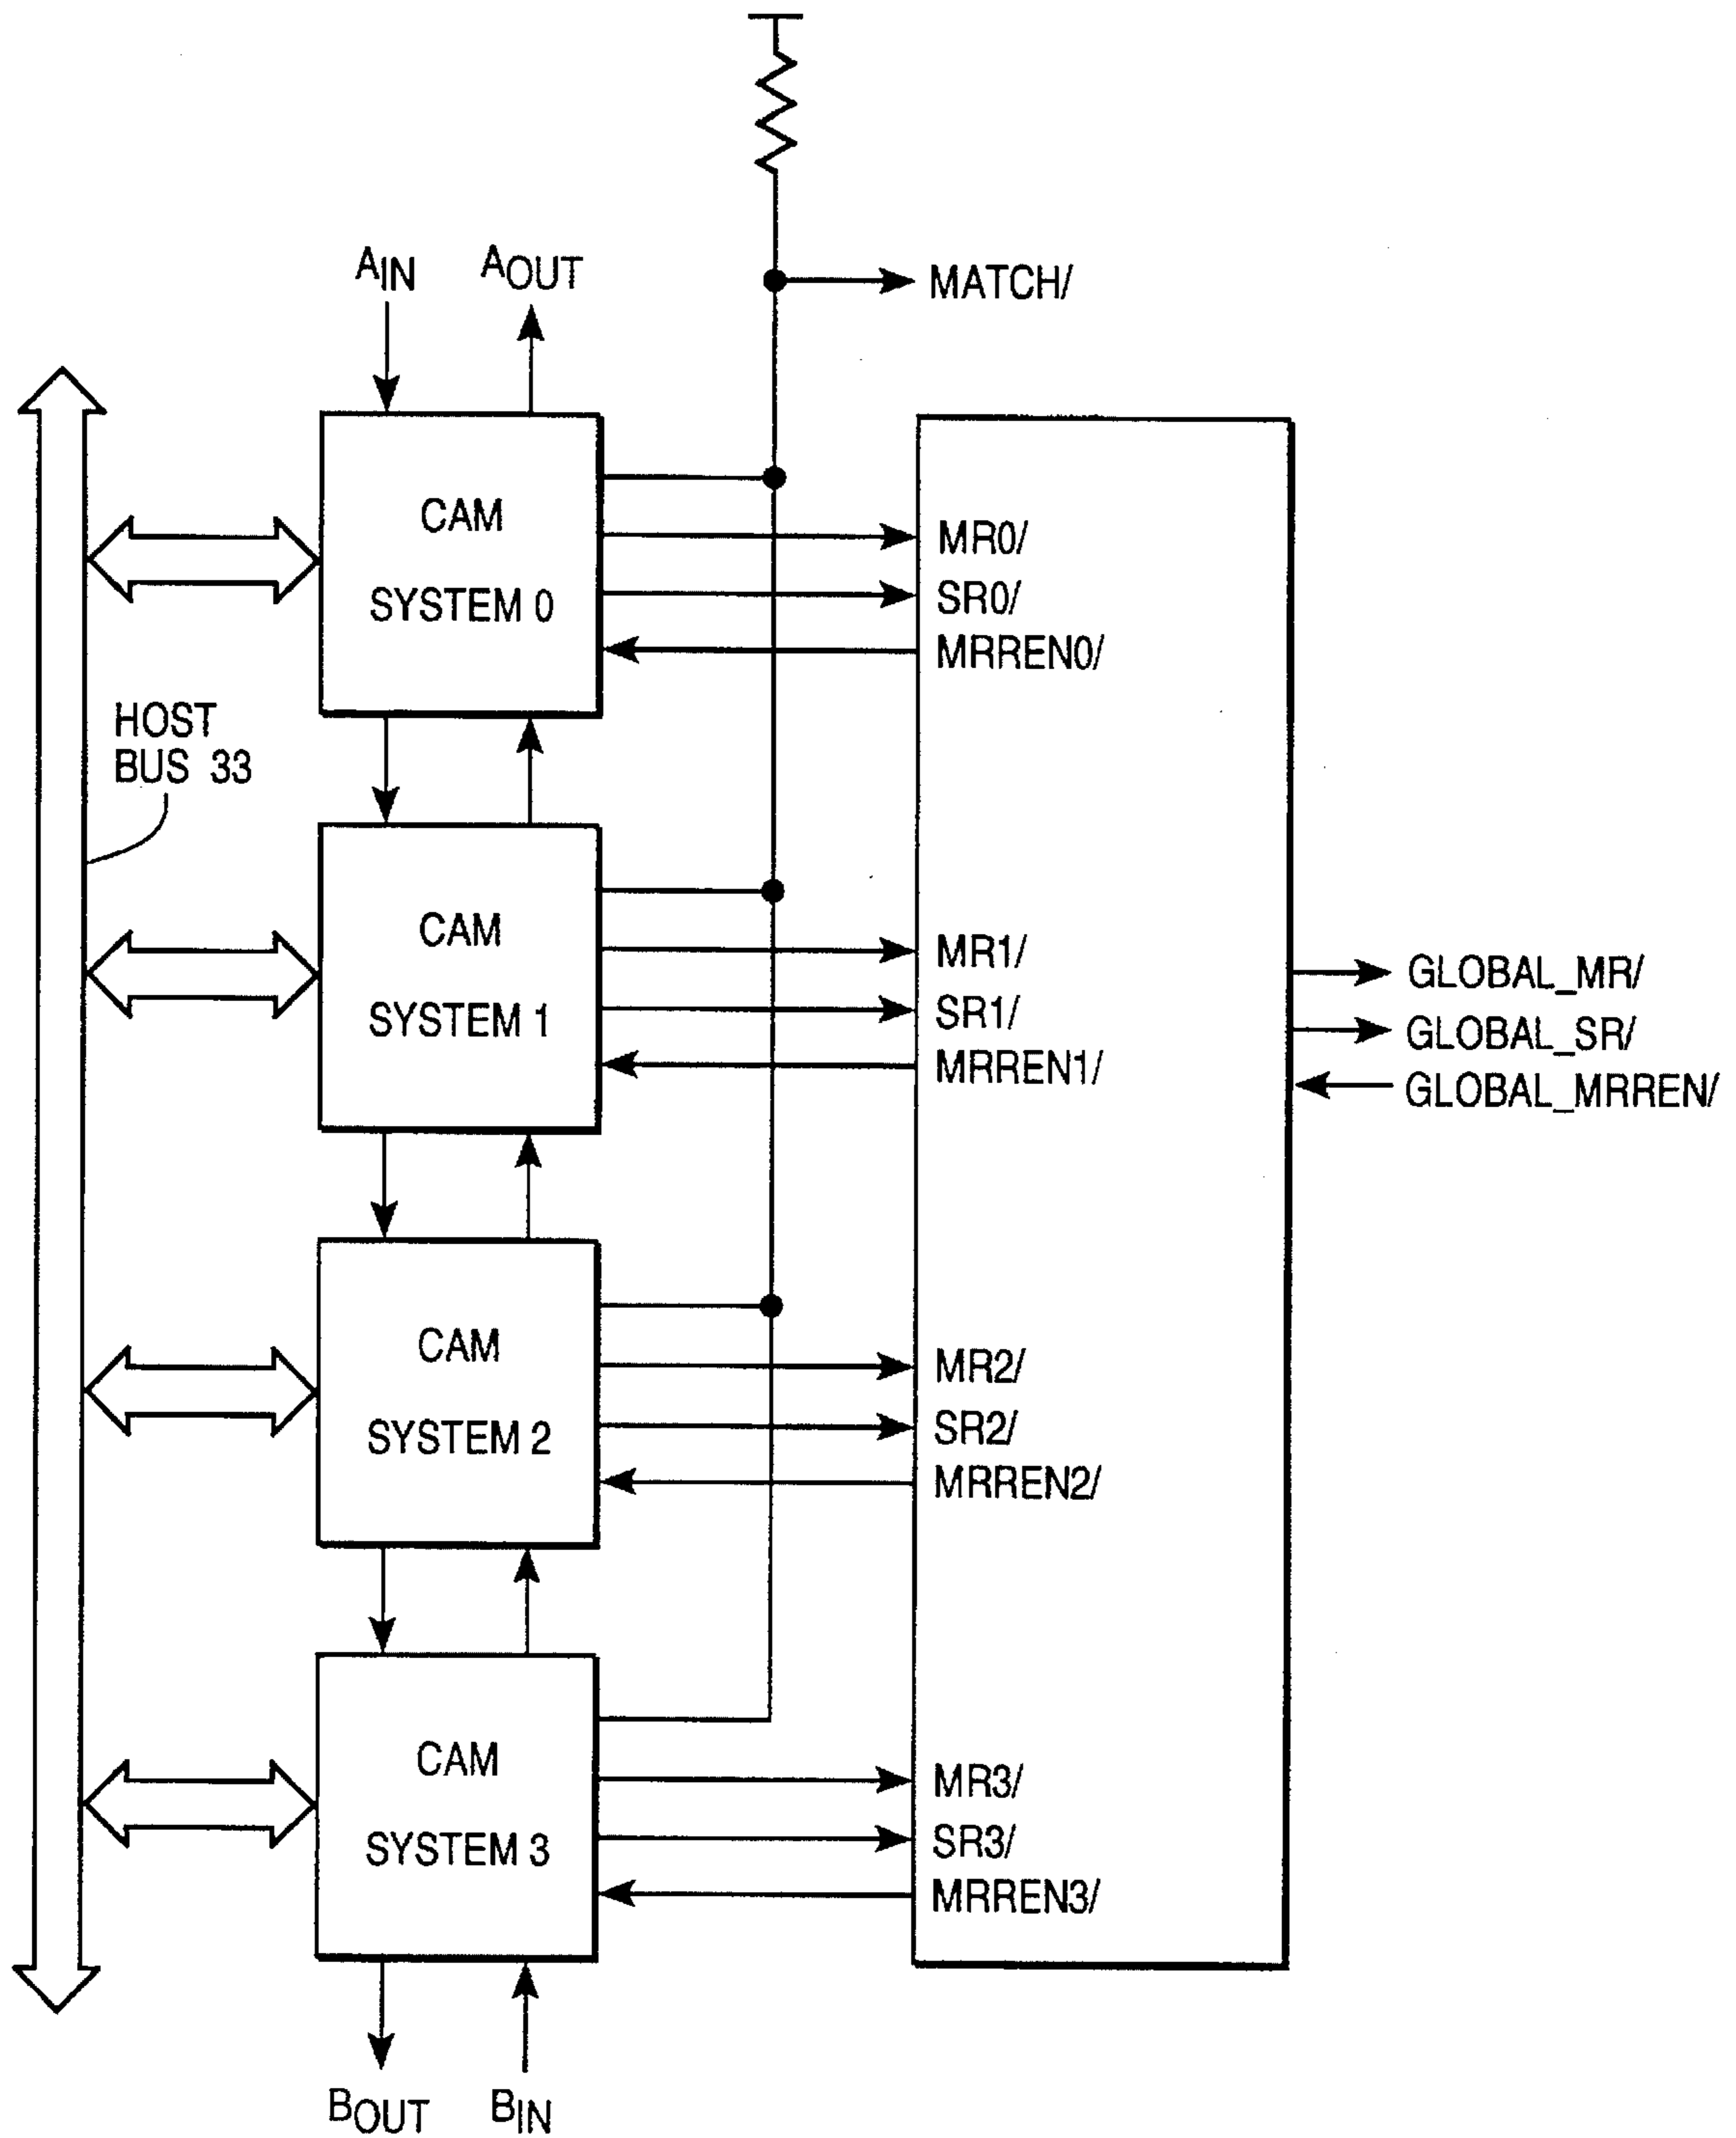 AIN
AOUT
MATCH/
CAM
SYSTEM 0
MR0/
SR0/
MRREN0/
HOST
BUS 33
CAM
SYSTEM 1
MR1/
SR1/
MRREN1/
GLOBAL_MR/
GLOBAL_SR/
GLOBAL_MRREN/
CAM
SYSTEM 2
MR2/
SR2/
MRREN2/
CAM
SYSTEM 3
MR3/
SR3/
MRREN3/
BOUT
BIN